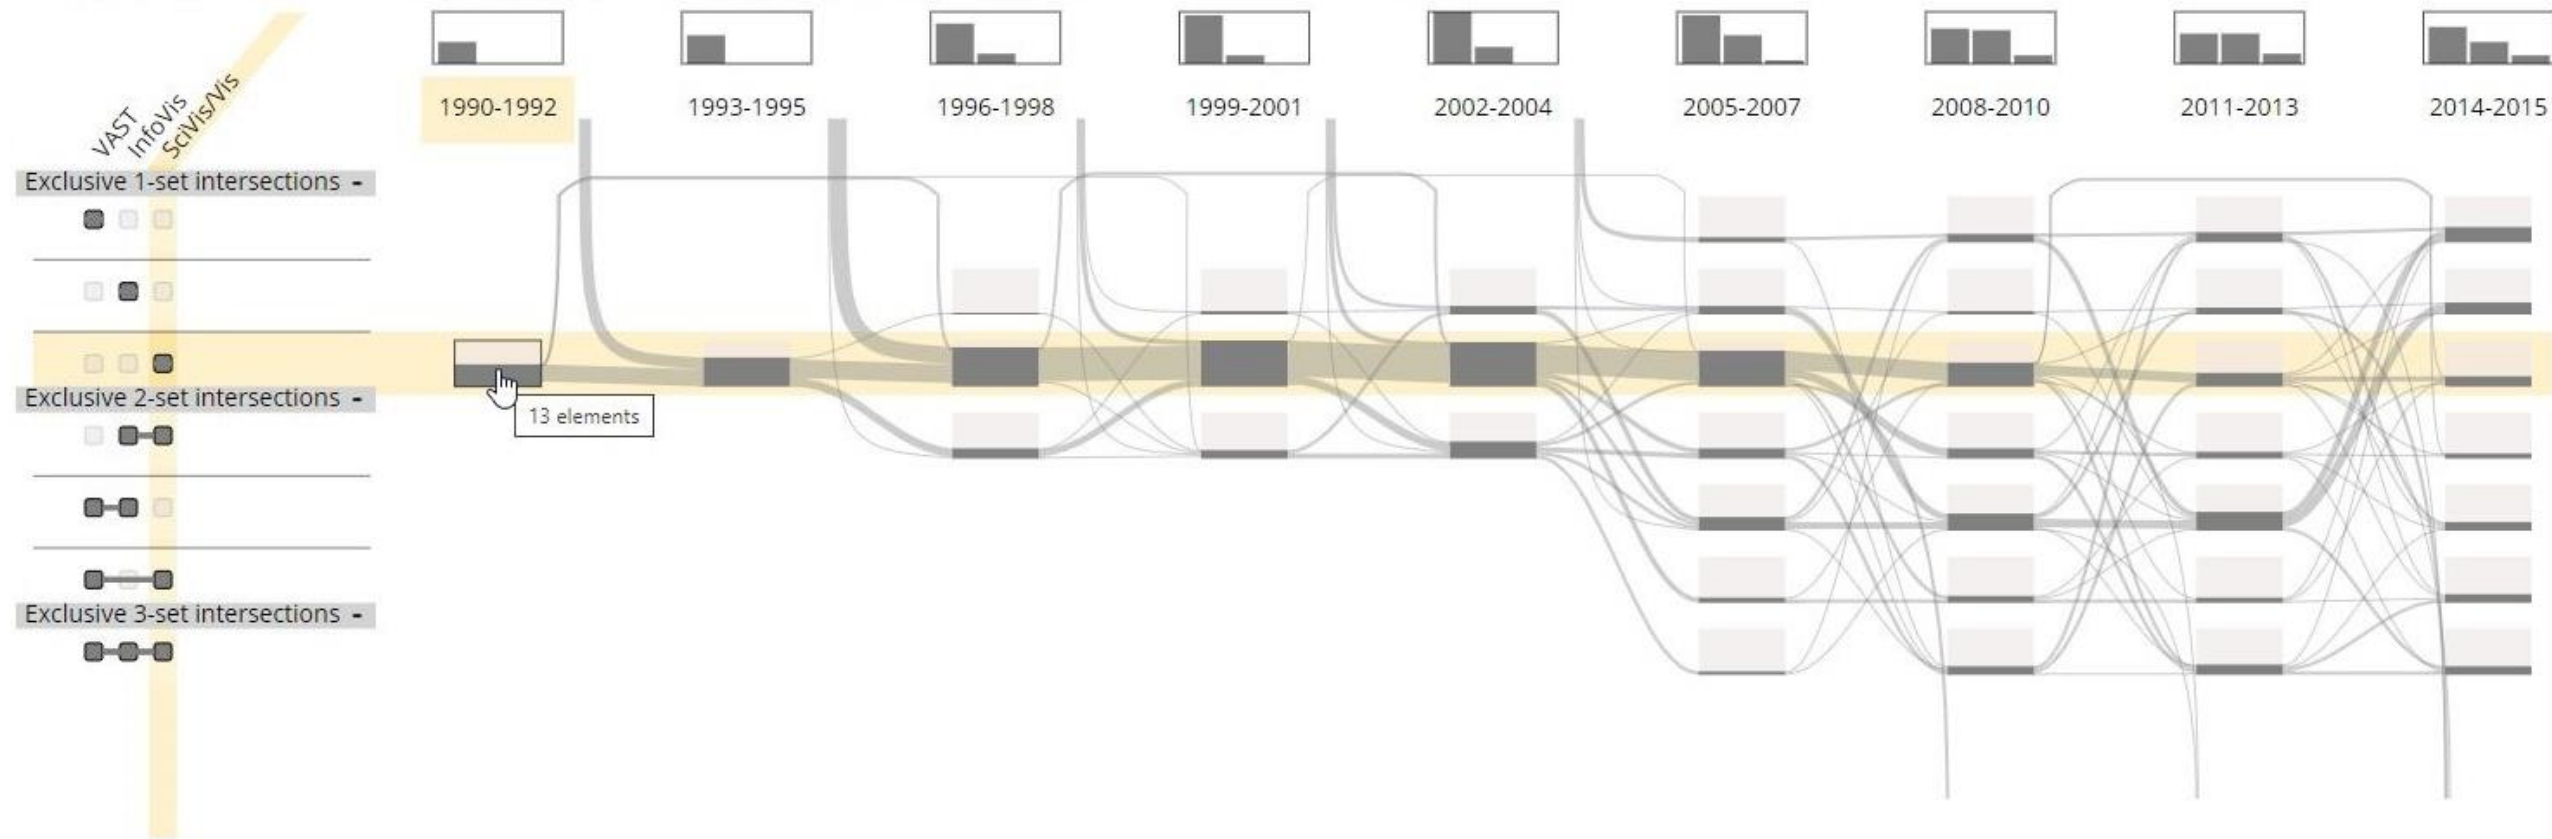 1990-1992 1993-1995 1996-1998 1999-2001 2002-2004 2005-2007 2008-2010 2011-2013 2014-2015
VAST
InfoVis
SciVis/Vis
Exclusive 1-set intersections -
Exclusive 2-set intersections -
13 elements
Exclusive 3-set intersections -